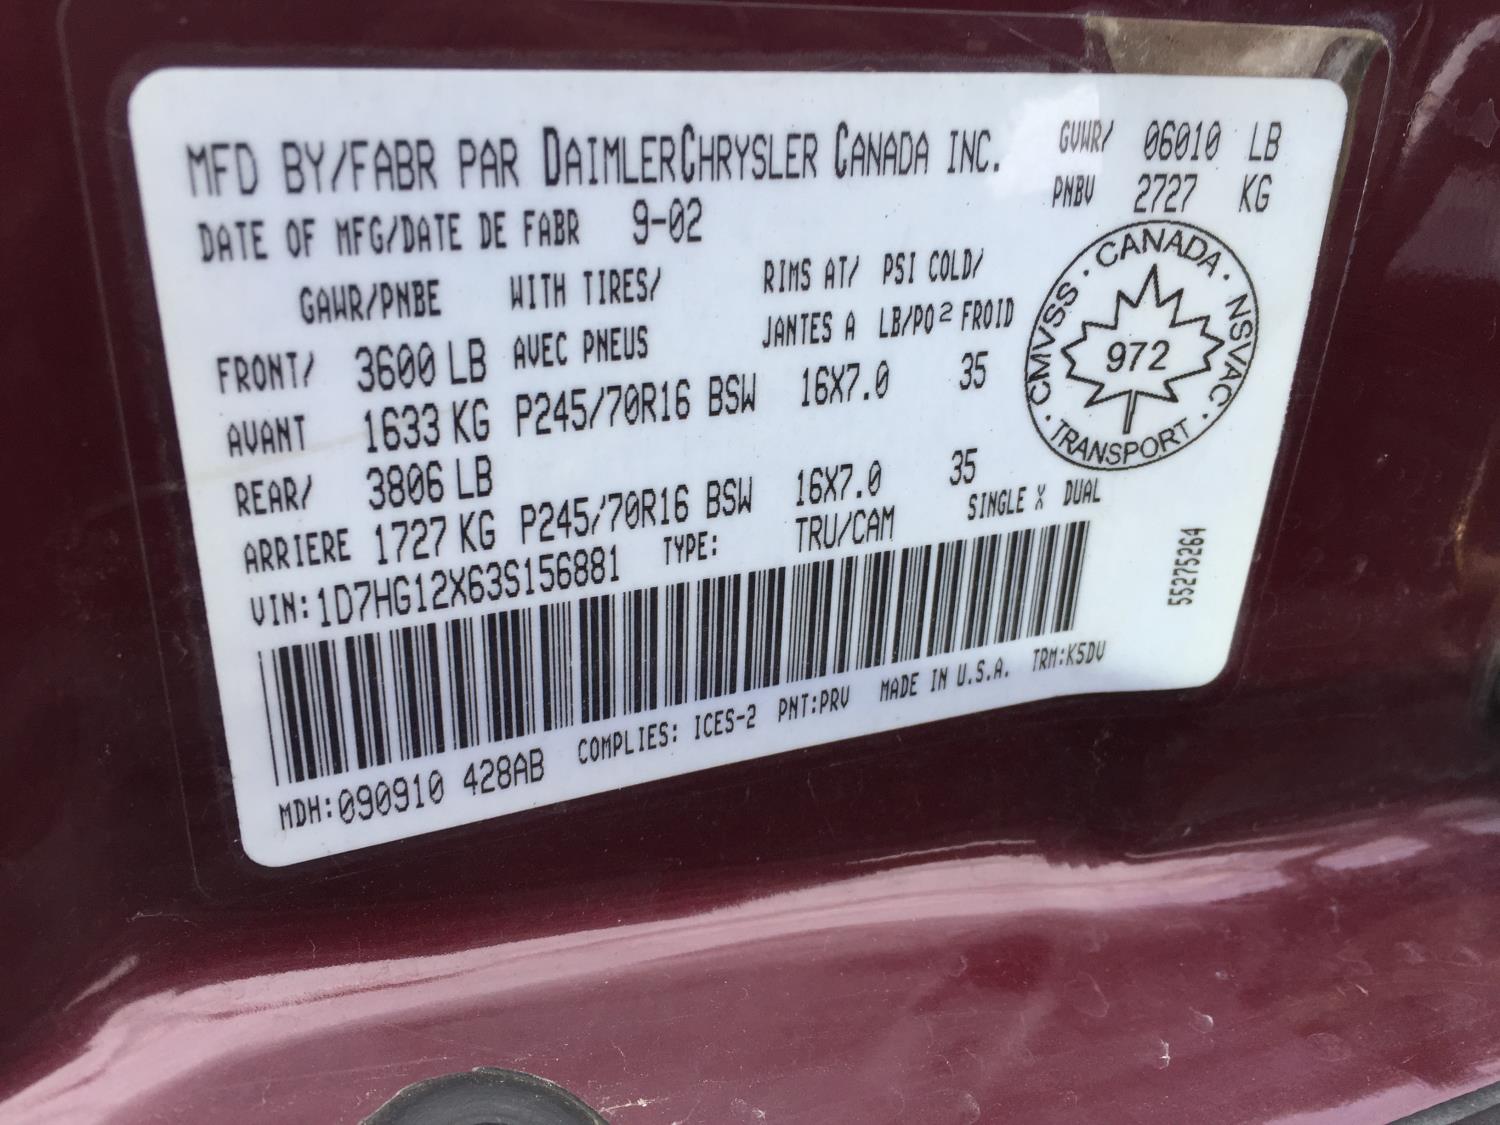 MFD BY/FABR PAR DAIMLERCHRYSLER CANADA INC. GVWR/ 06010 LB
PNBV 2727 KG
DATE OF MFG/DATE DE FABR 9-02
GAWR/PNBE WITH TIRES/ RIMS AT/ PSI COLD/
AVEC PNEUS JANTES A LB/PO² FROID
FRONT/ 3600 LB
AVANT 1633 KG P245/70R16 BSW 16X7.0 35
REAR/ 3806 LB
ARRIERE 1727 KG P245/70R16 BSW 16X7.0 35
VIN: 1D7HG12X63S156881 TYPE: TRU/CAM SINGLE X DUAL
MDH: 090910 428AB COMPLIES: ICES-2 PNT:PRV MADE IN U.S.A. TRM:K5DV
CMVSS · CANADA · NSVAC · TRANSPORT ·
972
55275264